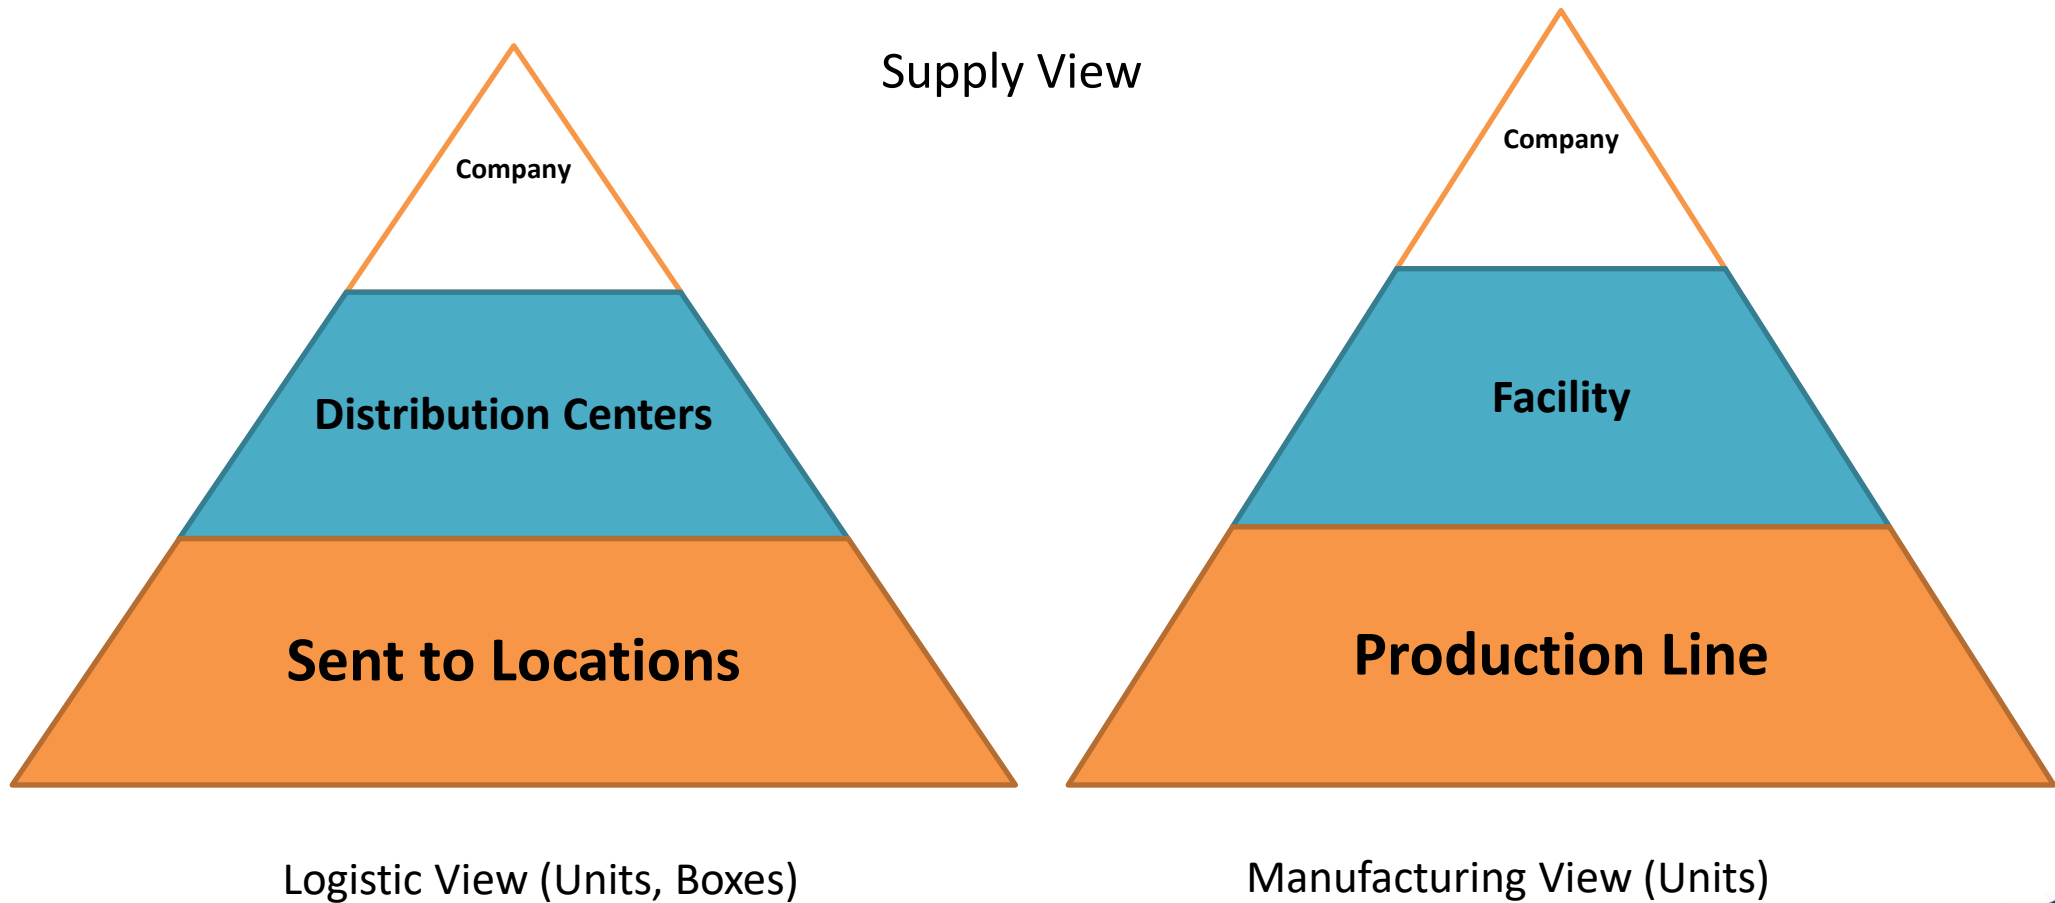 Supply View
Company
Distribution Centers
Sent to Locations
Logistic View (Units, Boxes)
Company
Facility
Production Line
Manufacturing View (Units)